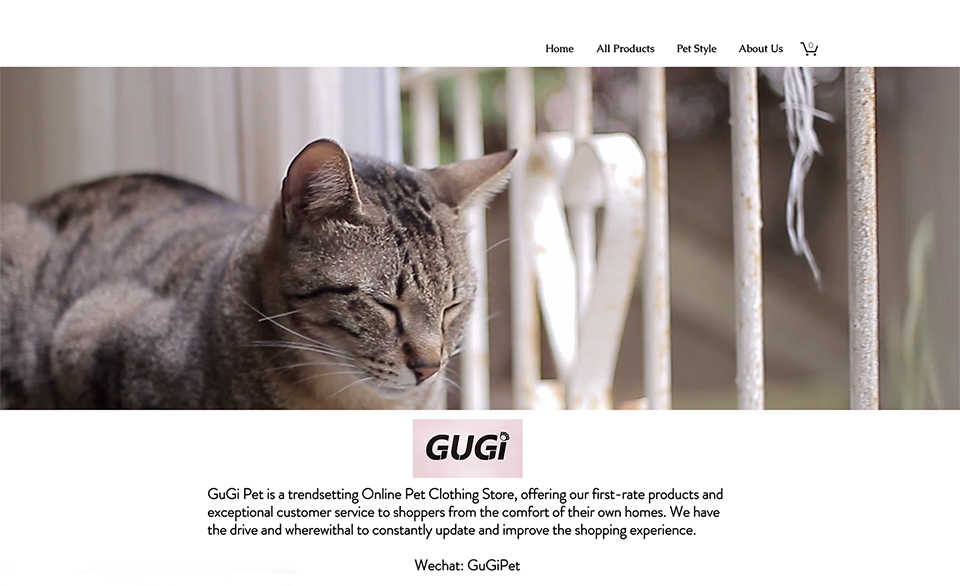 Home All Products Pet Style About Us 0
GUGi
GuGi Pet is a trendsetting Online Pet Clothing Store, offering our first-rate products and
exceptional customer service to shoppers from the comfort of their own homes. We have
the drive and wherewithal to constantly update and improve the shopping experience.
Wechat: GuGiPet